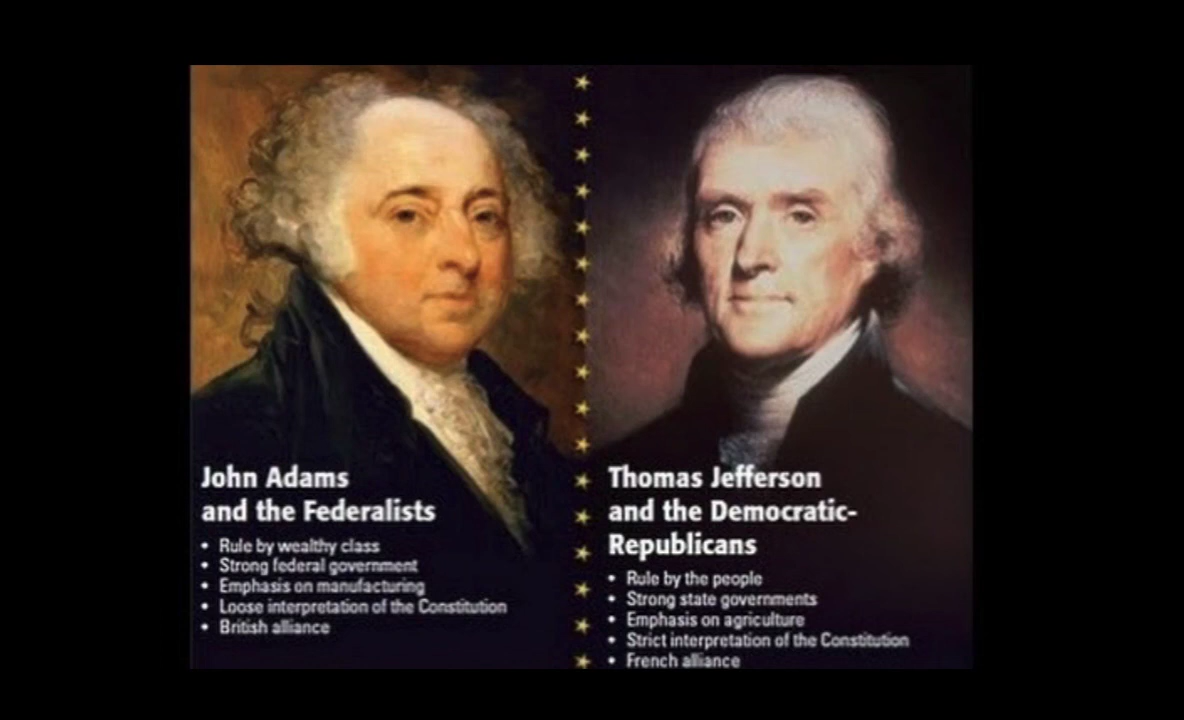 John Adams
and the Federalists
• Rule by wealthy class
• Strong federal government
• Emphasis on manufacturing
• Loose interpretation of the Constitution
• British alliance
Thomas Jefferson
and the Democratic-
Republicans
• Rule by the people
• Strong state governments
• Emphasis on agriculture
• Strict interpretation of the Constitution
• French alliance